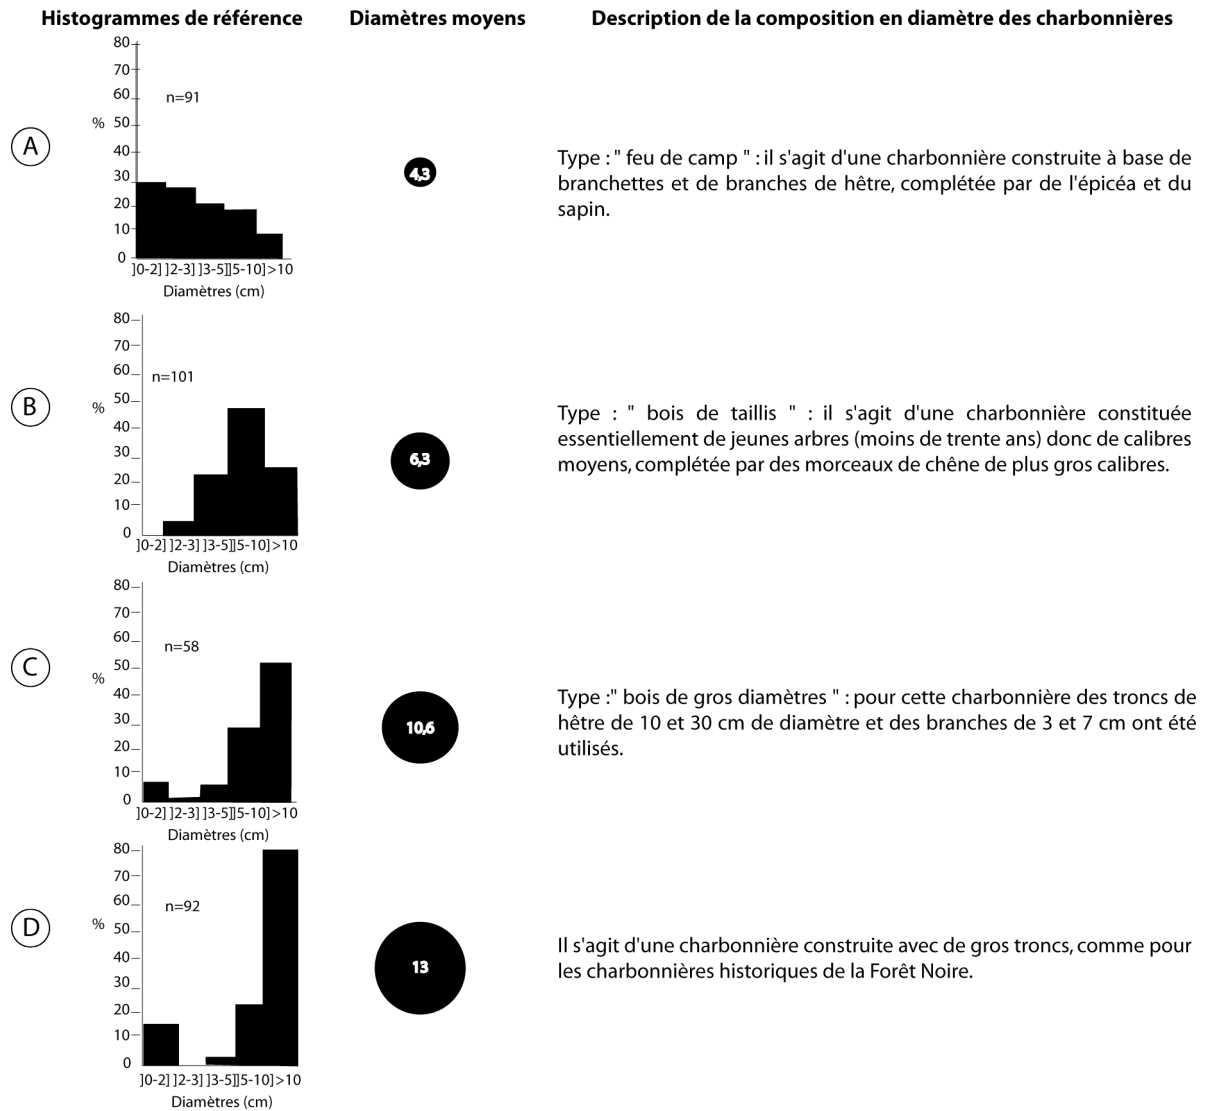 Histogrammes de référence Diamètres moyens Description de la composition en diamètre des charbonnières
A
80
70
60
50
40
30
20
10
0
%
n=91
]0-2] ]2-3] ]3-5]]5-10]>10
Diamètres (cm)
4,3
Type : " feu de camp " : il s'agit d'une charbonnière construite à base de
branchettes et de branches de hêtre, complétée par de l'épicéa et du
sapin.
B
80
70
60
50
40
30
20
10
0
%
n=101
]0-2] ]2-3] ]3-5]]5-10]>10
Diamètres (cm)
6,3
Type : " bois de taillis " : il s'agit d'une charbonnière constituée
essentiellement de jeunes arbres (moins de trente ans) donc de calibres
moyens, complétée par des morceaux de chêne de plus gros calibres.
C
80
70
60
50
40
30
20
10
0
%
n=58
]0-2] ]2-3] ]3-5]]5-10]>10
Diamètres (cm)
10,6
Type :" bois de gros diamètres " : pour cette charbonnière des troncs de
hêtre de 10 et 30 cm de diamètre et des branches de 3 et 7 cm ont été
utilisés.
D
80
70
60
50
40
30
20
10
0
%
n=92
]0-2] ]2-3] ]3-5]]5-10]>10
Diamètres (cm)
13
Il s'agit d'une charbonnière construite avec de gros troncs, comme pour
les charbonnières historiques de la Forêt Noire.